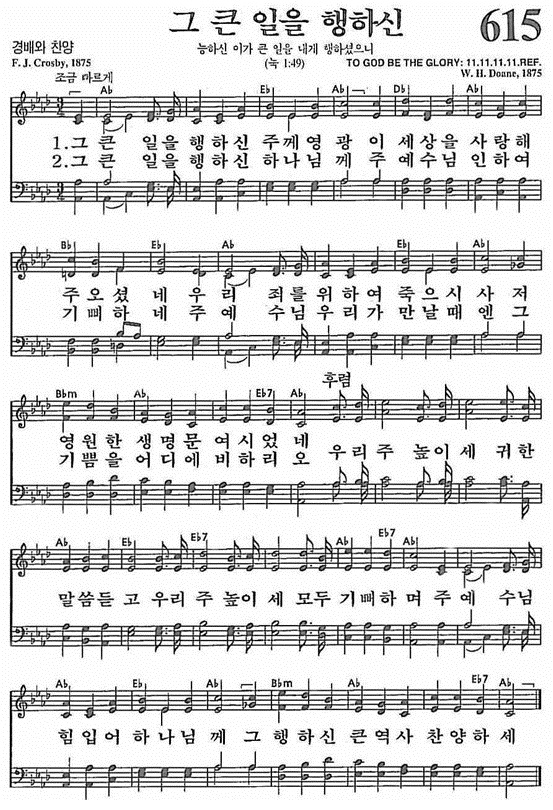 그 큰 일을 행하신
615
경배와 찬양
능하신 이가 큰 일을 내게 행하셨으니
F. J. Crosby, 1875
(눅 1:49)
TO GOD BE THE GLORY: 11.11.11.11.REF.
W. H. Doane, 1875
조금 빠르게
Ab Eb Ab Db Ab
1.그 큰 일을 행하신 주께 영 광 이 세상을 사 랑 해
2.그 큰 일을 행하신 하나님 께 주 예수님 인 하 여
Bb Eb Ab Eb Ab
주 오 셨 네 우 리 죄를 위 하 여 죽 으 시 사 저
기 뻐 하 네 주 예 수님 우리 가 만 날 때 엔 그
후렴
Bbm Ab Eb7 Ab
영 원 한 생 명 문 여 시 었 네
기 쁨 을 어 디 에 비 하 리 오 우 리 주 높 이 세 귀 한
Ab Eb Eb7 Ab Eb7 Ab
말씀 듣 고 우리 주 높이 세 모두 기 뻐 하 며 주 예 수님
Ab Eb Ab Bbm Ab Eb7 Ab
힘 입 어 하 나 님 께 그 행 하 신 큰 역 사 찬 양 하 세